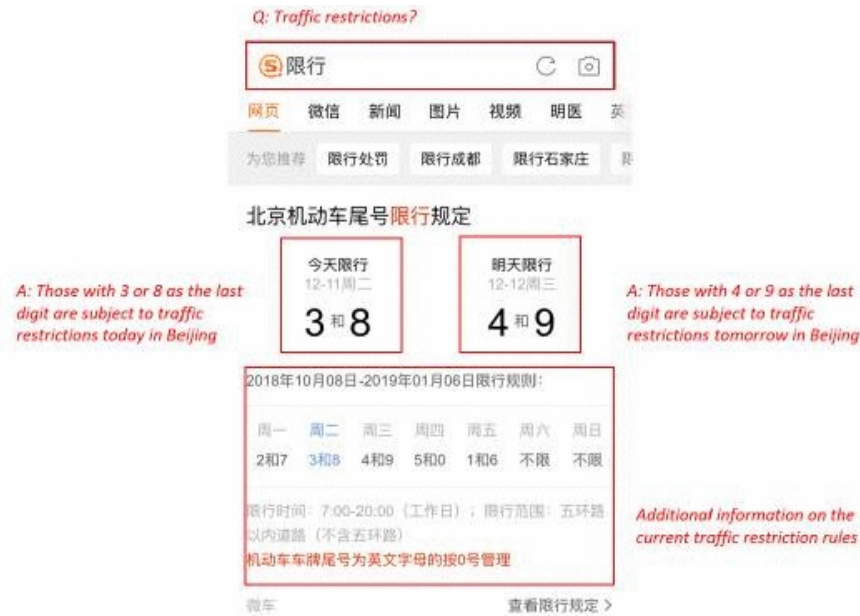 Q: Traffic restrictions?
限行
网页 微信 新闻 图片 视频 明医 英
为您推荐 限行处罚 限行成都 限行石家庄
北京机动车尾号限行规定
今天限行
12-11周二
3 和 8
明天限行
12-12周三
4 和 9
A: Those with 3 or 8 as the last
digit are subject to traffic
restrictions today in Beijing
A: Those with 4 or 9 as the last
digit are subject to traffic
restrictions tomorrow in Beijing
2018年10月08日-2019年01月06日限行规则:
周一 周二 周三 周四 周五 周六 周日
2和7 3和8 4和9 5和0 1和6 不限 不限
限行时间: 7:00-20:00 (工作日) ; 限行范围: 五环路
以内道路 (不含五环路)
机动车车牌尾号为英文字母的按0号管理
Additional information on the
current traffic restriction rules
微车 查看限行规定 >